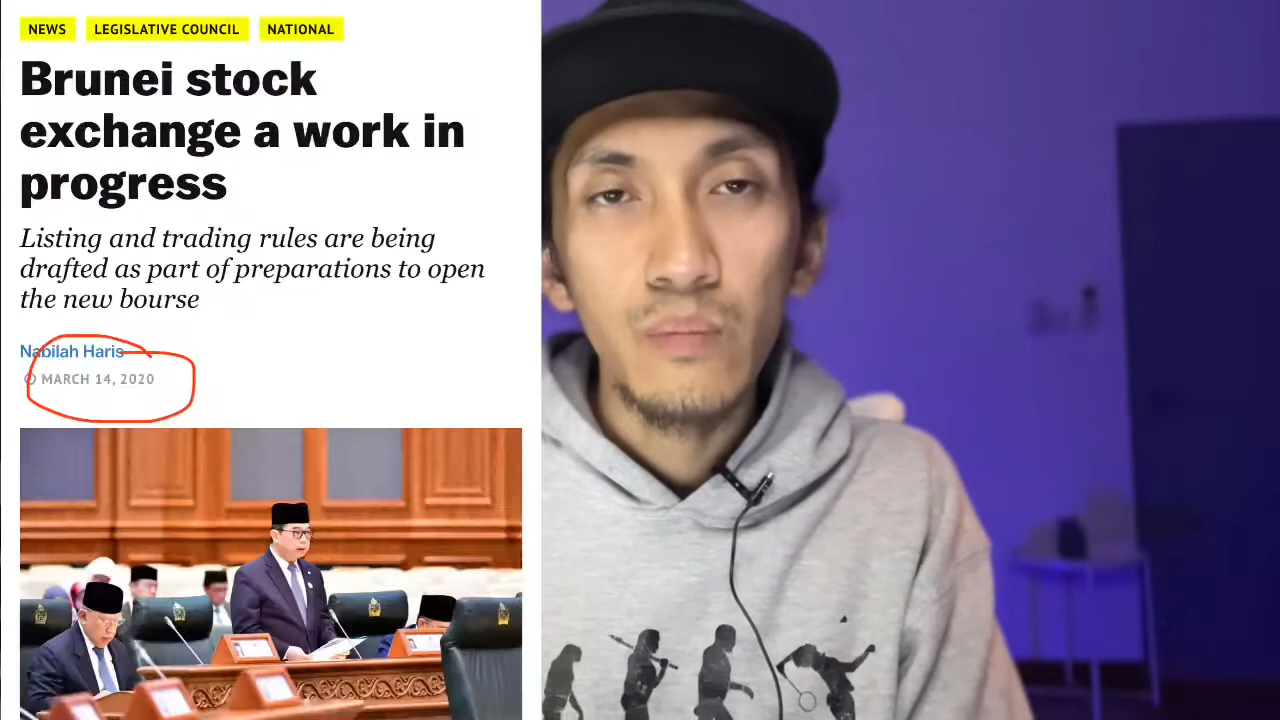 NEWS LEGISLATIVE COUNCIL NATIONAL
Brunei stock
exchange a work in
progress
Listing and trading rules are being
drafted as part of preparations to open
the new bourse
Nabilah Haris
MARCH 14, 2020